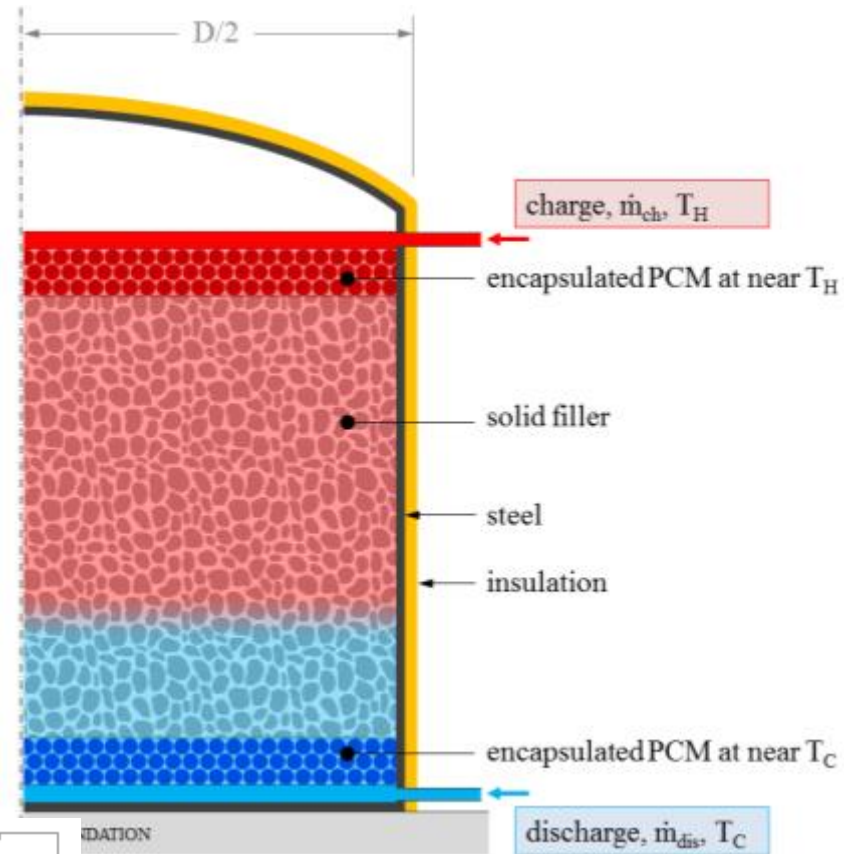 D/2
charge, ṁch, TH
encapsulated PCM at near TH
solid filler
steel
insulation
encapsulated PCM at near TC
discharge, ṁdis, TC
NDATION